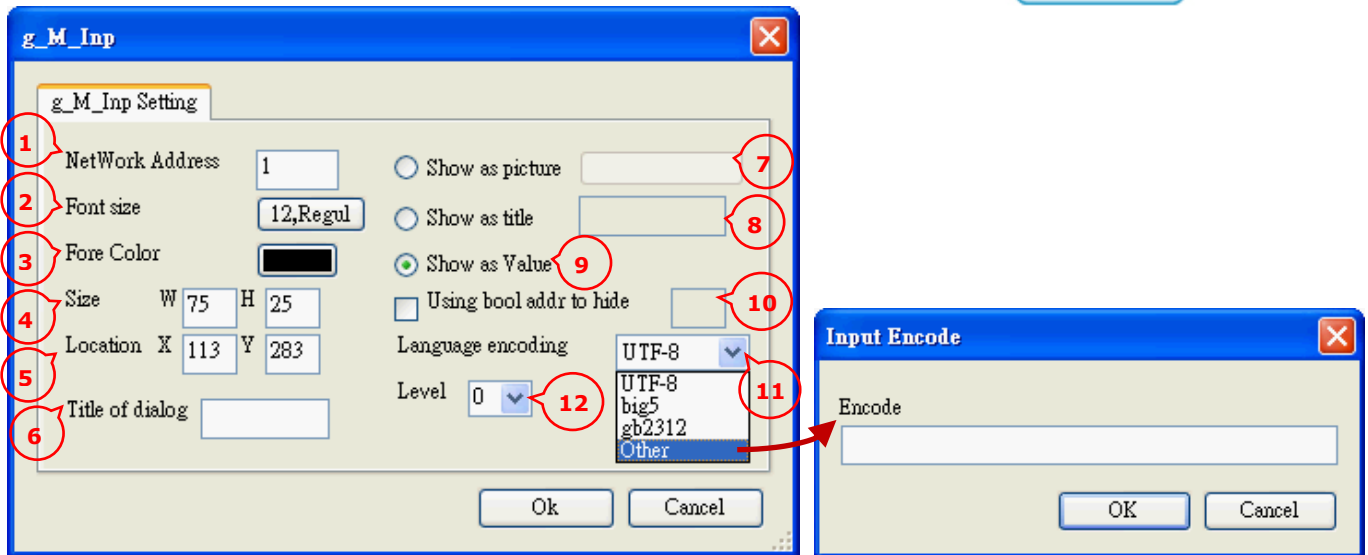 g_M_Inp
g_M_Inp Setting
1 NetWork Address 1
Show as picture 7
2 Font size 12,Regul
Show as title 8
3 Fore Color
Show as Value 9
4 Size W 75 H 25
Using bool addr to hide 10
5 Location X 113 Y 283
Language encoding UTF-8 11
UTF-8
big5
gb2312
Other
Level 0 12
6 Title of dialog
Ok Cancel
Input Encode
Encode
OK Cancel